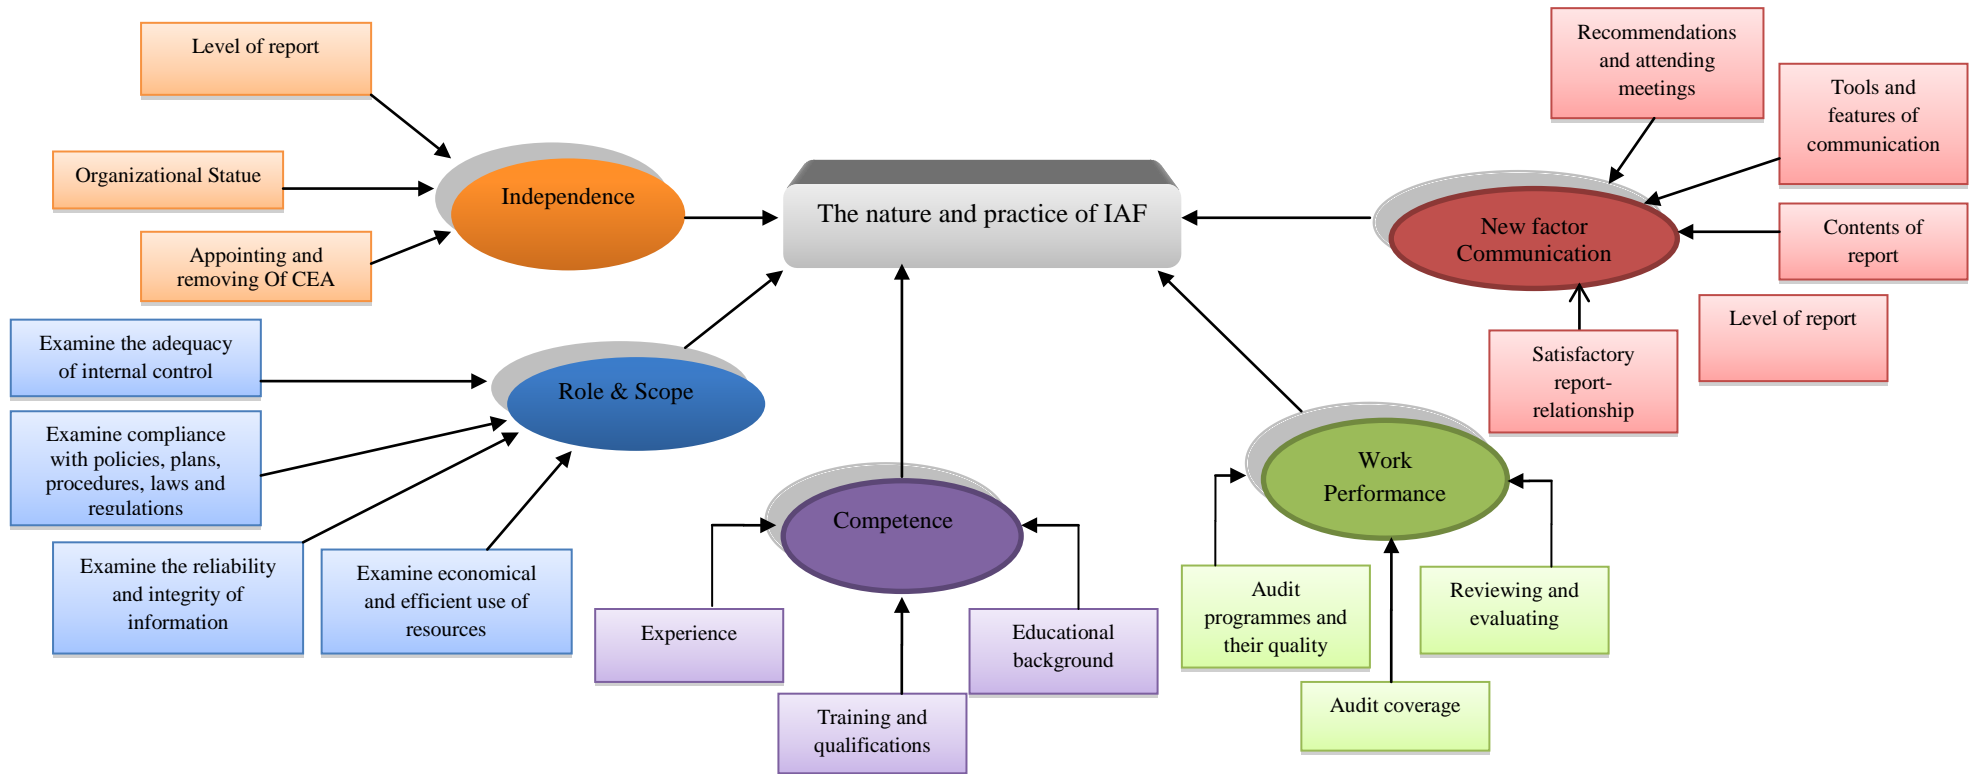 Level of report
Organizational Statue
Appointing and
removing Of CEA
Independence
The nature and practice of IAF
Recommendations
and attending
meetings
Tools and
features of
communication
New factor
Communication
Contents of
report
Level of report
Satisfactory
report-
relationship
Examine the adequacy
of internal control
Examine compliance
with policies, plans,
procedures, laws and
regulations
Examine the reliability
and integrity of
information
Examine economical
and efficient use of
resources
Role & Scope
Competence
Experience
Training and
qualifications
Educational
background
Work
Performance
Audit
programmes and
their quality
Audit coverage
Reviewing and
evaluating